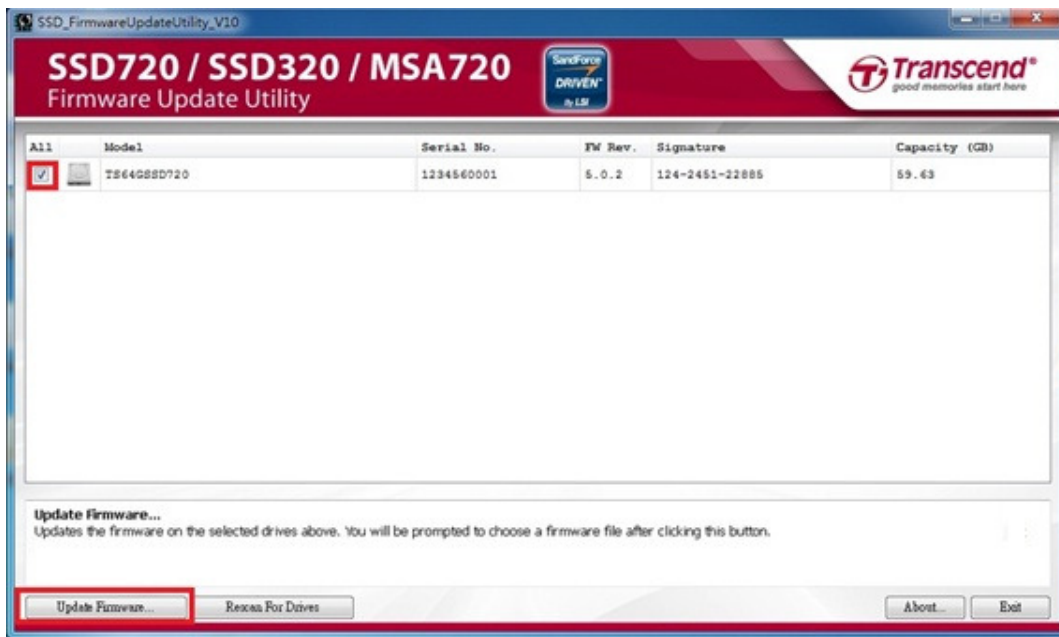 SSD_FirmwareUpdateUtility_V10
SSD720 / SSD320 / MSA720
Firmware Update Utility
SandForce
DRIVEN
By LSI
Transcend®
good memories start here
All Model Serial No. FW Rev. Signature Capacity (GB)
TS64GSSD720 1234560001 5.0.2 124-2451-22885 59.63
Update Firmware...
Updates the firmware on the selected drives above. You will be prompted to choose a firmware file after clicking this button.
Update Firmware... Rescan For Drives About... Exit